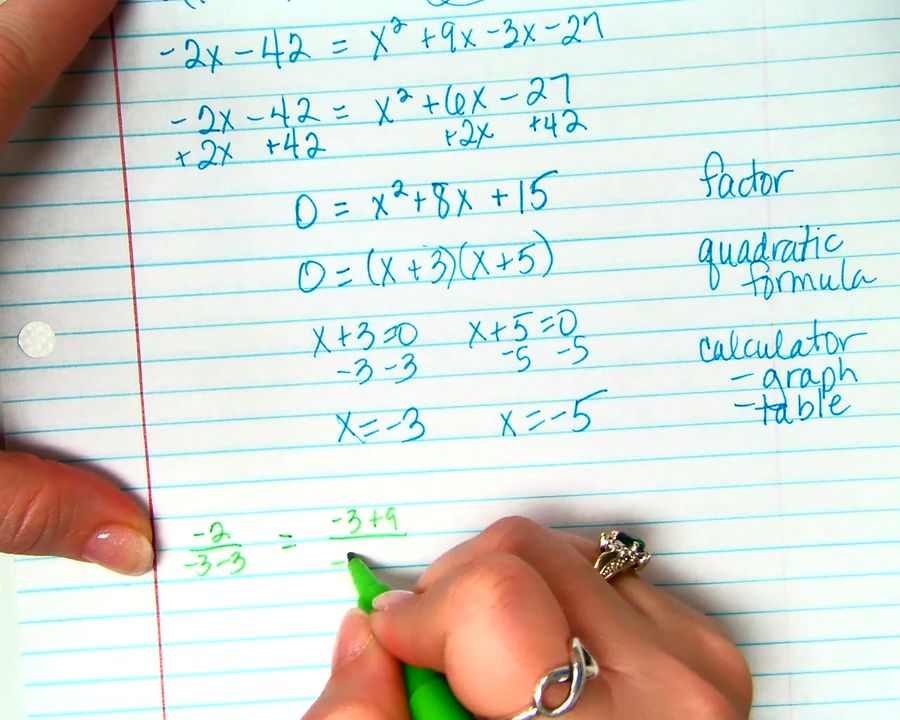 -2x - 42 = x² + 9x - 3x - 27
-2x - 42 = x² + 6x - 27
+2x +42 +2x +42
0 = x² + 8x + 15
0 = (x + 3)(x + 5)
x + 3 = 0 x + 5 = 0
-3 -3 -5 -5
x = -3 x = -5
factor
quadratic
formula
calculator
- graph
- table
-2 = -3 + 9
-3 - 3 -